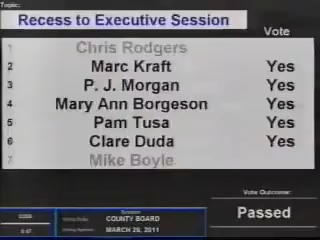 Topic:
Recess to Executive Session
Vote
1 Chris Rodgers
2 Marc Kraft Yes
3 P. J. Morgan Yes
4 Mary Ann Borgeson Yes
5 Pam Tusa Yes
6 Clare Duda Yes
7 Mike Boyle
Vote Outcome:
Passed
Session
COUNTY BOARD
MARCH 29, 2011